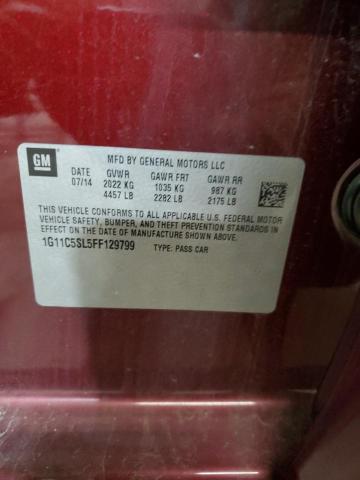 GM
MFD BY GENERAL MOTORS LLC
DATE GVWR GAWR FRT GAWR RR
07/14 2022 KG 1035 KG 987 KG
4457 LB 2282 LB 2175 LB
THIS VEHICLE CONFORMS TO ALL APPLICABLE U.S. FEDERAL MOTOR
VEHICLE SAFETY, BUMPER, AND THEFT PREVENTION STANDARDS IN
EFFECT ON THE DATE OF MANUFACTURE SHOWN ABOVE.
1G11C5SL5FF129799 TYPE: PASS CAR